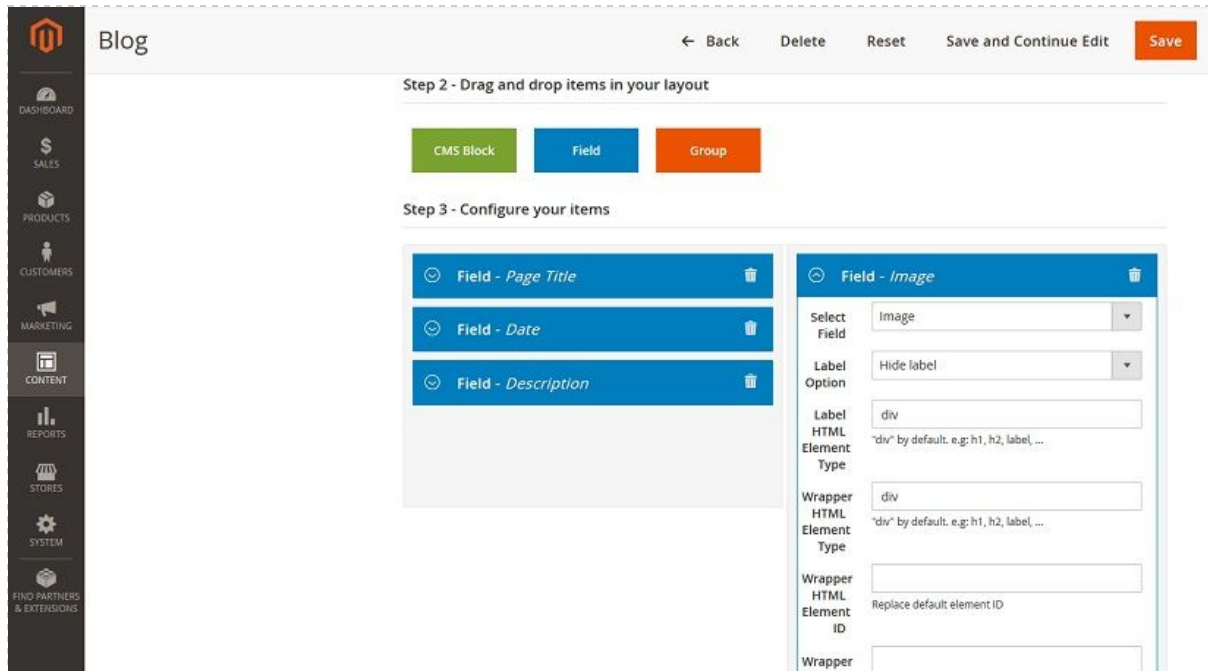 Blog
← Back
Delete
Reset
Save and Continue Edit
Save
DASHBOARD
SALES
PRODUCTS
CUSTOMERS
MARKETING
CONTENT
REPORTS
STORES
SYSTEM
FIND PARTNERS
& EXTENSIONS
Step 2 - Drag and drop items in your layout
CMS Block
Field
Group
Step 3 - Configure your items
Field - Page Title
Field - Date
Field - Description
Field - Image
Select
Field
Image
Label
Option
Hide label
Label
HTML
Element
Type
div
"div" by default. e.g: h1, h2, label, ...
Wrapper
HTML
Element
Type
div
"div" by default. e.g: h1, h2, label, ...
Wrapper
HTML
Element
ID
Replace default element ID
Wrapper